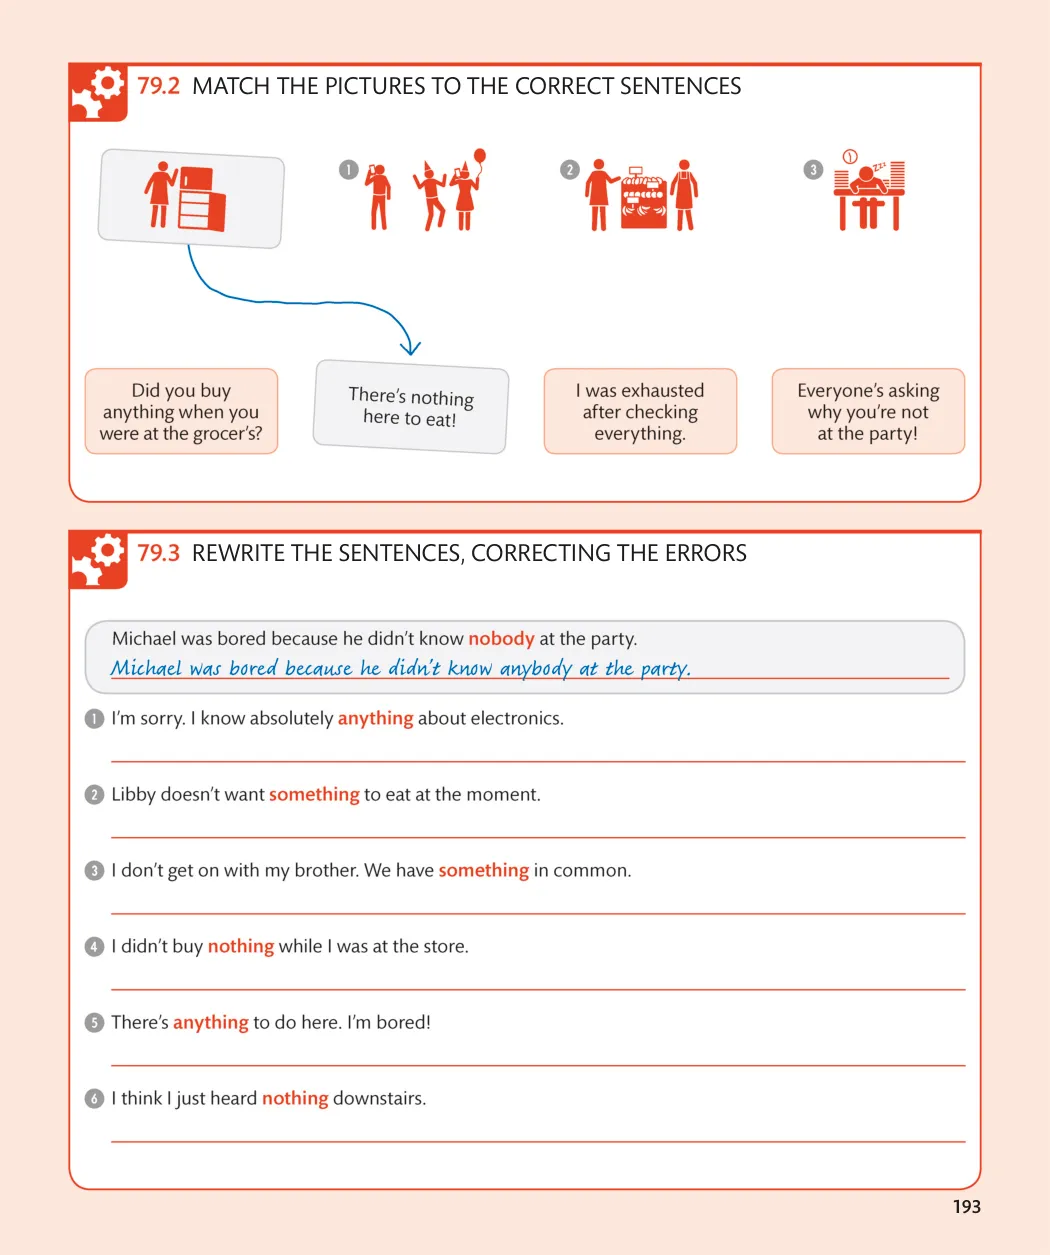 79.2 MATCH THE PICTURES TO THE CORRECT SENTENCES
1
2
3
zzz
Did you buy
anything when you
were at the grocer's?
There's nothing
here to eat!
I was exhausted
after checking
everything.
Everyone's asking
why you're not
at the party!
79.3 REWRITE THE SENTENCES, CORRECTING THE ERRORS
Michael was bored because he didn't know nobody at the party.
Michael was bored because he didn't know anybody at the party.
1 I'm sorry. I know absolutely anything about electronics.
2 Libby doesn't want something to eat at the moment.
3 I don't get on with my brother. We have something in common.
4 I didn't buy nothing while I was at the store.
5 There's anything to do here. I'm bored!
6 I think I just heard nothing downstairs.
193